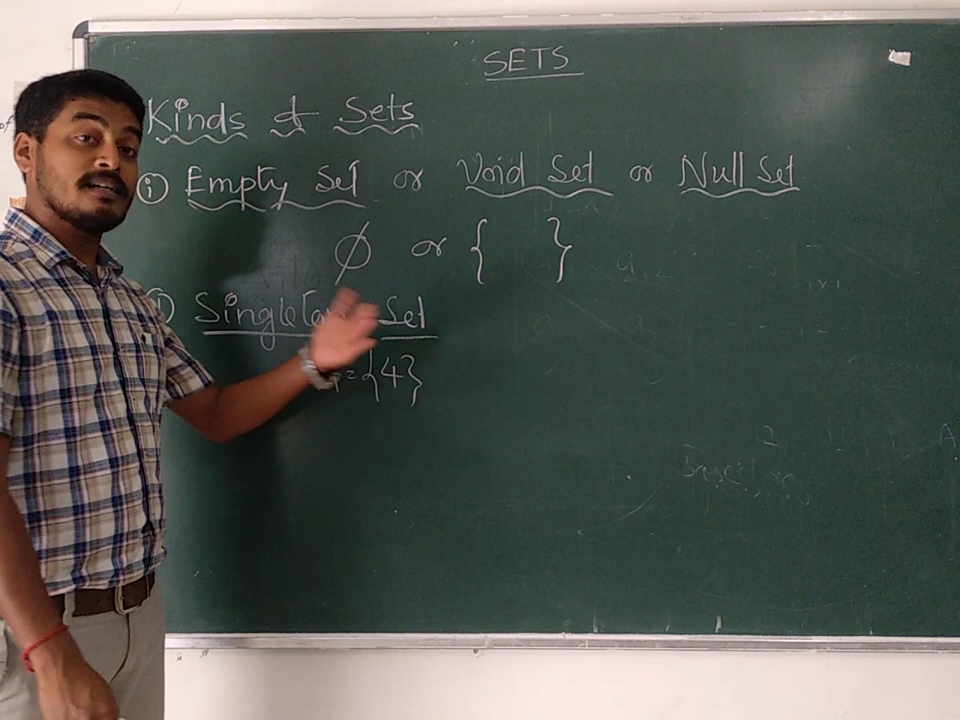 SETS
Kinds of Sets
(i) Empty Set or Void Set or Null Set
∅ or { }
Singleton Set
= {4}